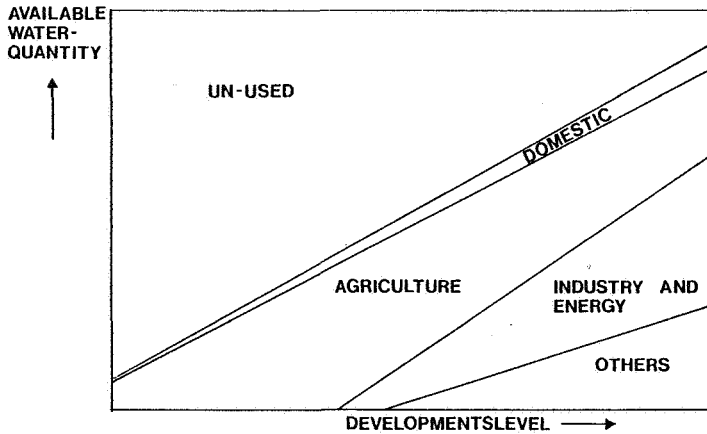 AVAILABLE
WATER-
QUANTITY
UN-USED
DOMESTIC
AGRICULTURE
INDUSTRY AND
ENERGY
OTHERS
DEVELOPMENTSLEVEL